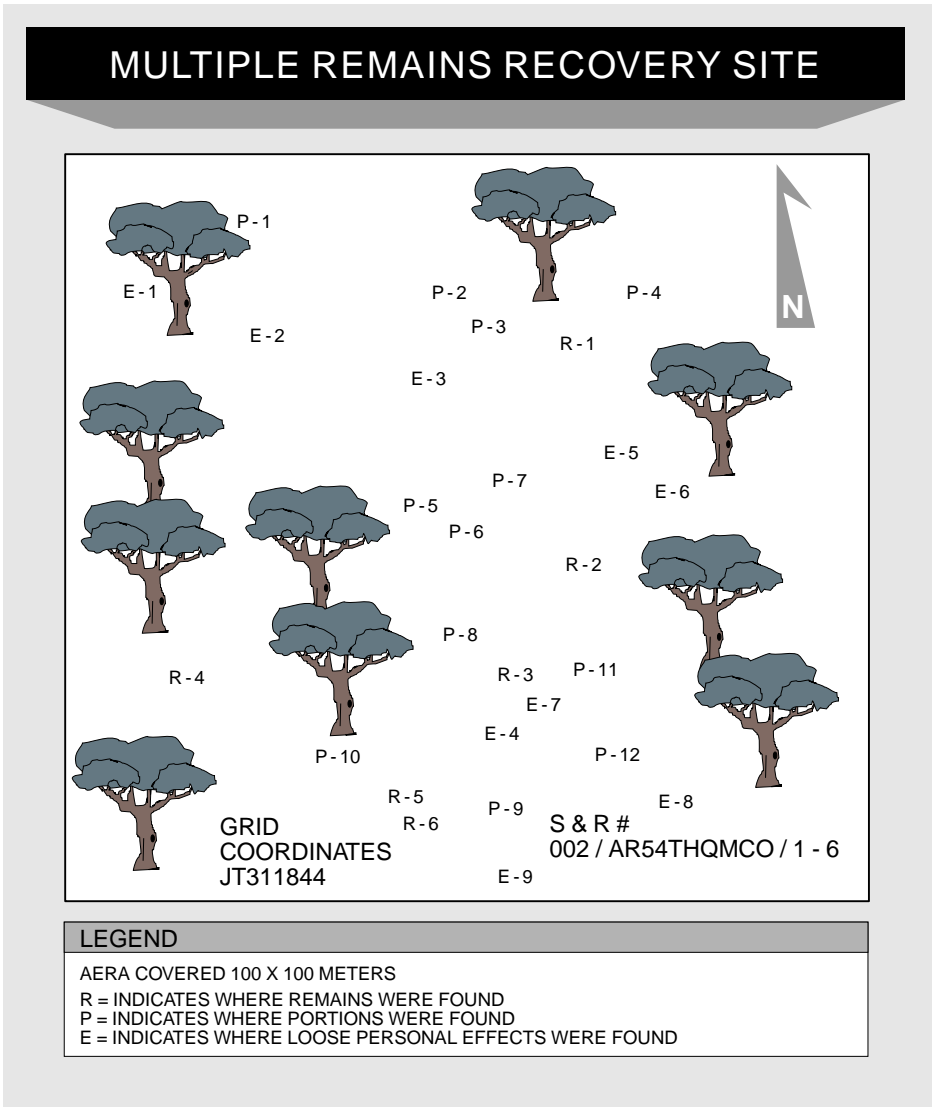 MULTIPLE REMAINS RECOVERY SITE
P - 1
E - 1
P - 2
P - 4
N
P - 3
E - 2
R - 1
E - 3
E - 5
P - 7
E - 6
P - 5
P - 6
R - 2
P - 8
R - 4
R - 3
P - 11
E - 7
E - 4
P - 10
P - 12
R - 5
E - 8
P - 9
R - 6
GRID
COORDINATES
JT311844
S & R #
002 / AR54THQMCO / 1 - 6
E - 9
LEGEND
AERA COVERED 100 X 100 METERS
R = INDICATES WHERE REMAINS WERE FOUND
P = INDICATES WHERE PORTIONS WERE FOUND
E = INDICATES WHERE LOOSE PERSONAL EFFECTS WERE FOUND